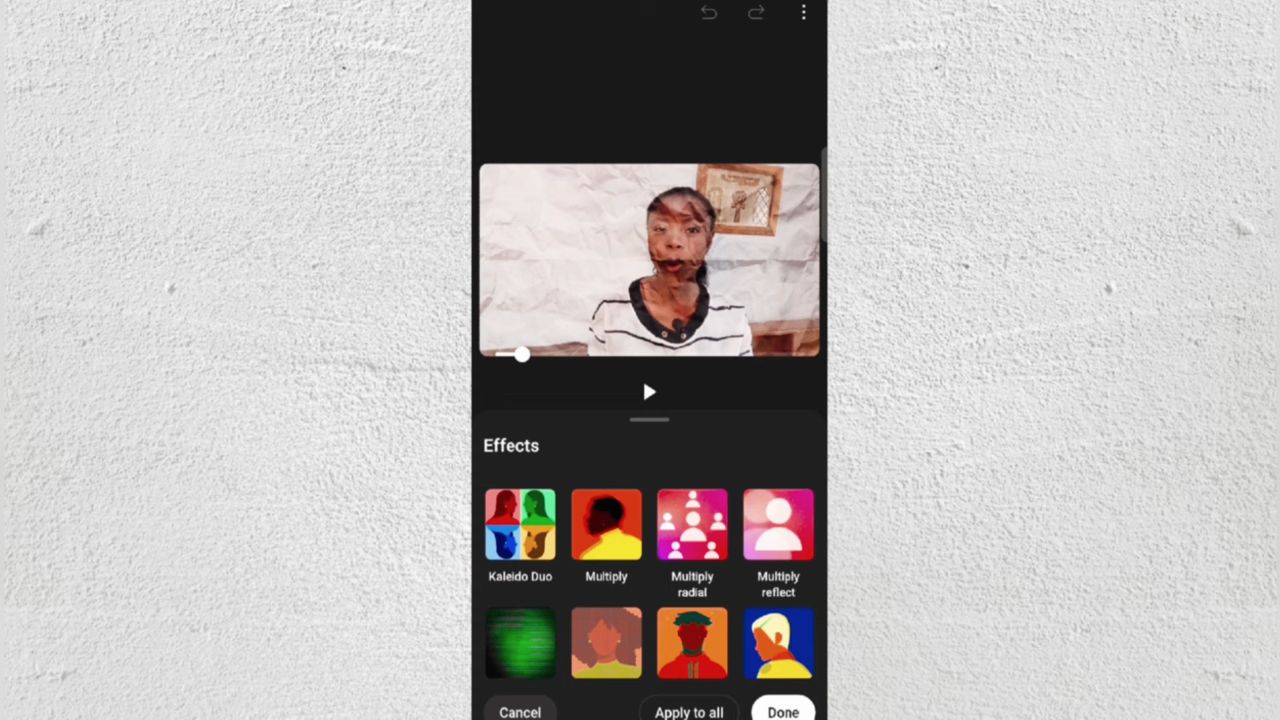 Effects
Kaleido Duo
Multiply
Multiply
radial
Multiply
reflect
Cancel
Apply to all
Done